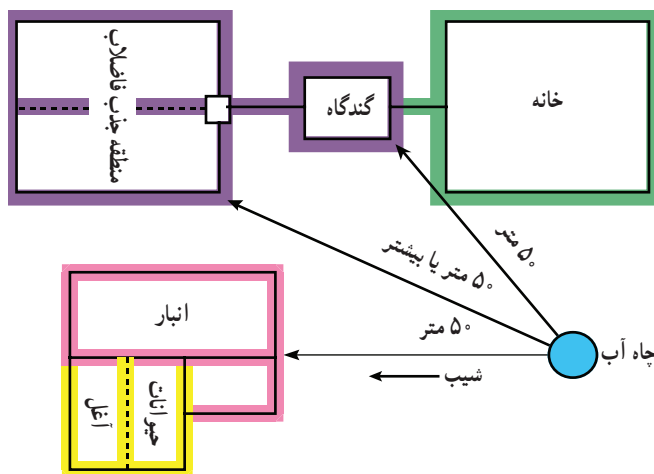 خانه
گندگاه
منطقه جذب فاضلاب
۵۰ متر
۵۰ متر یا بیشتر
۵۰ متر
چاه آب
شیب
انبار
حیوانات
آغل